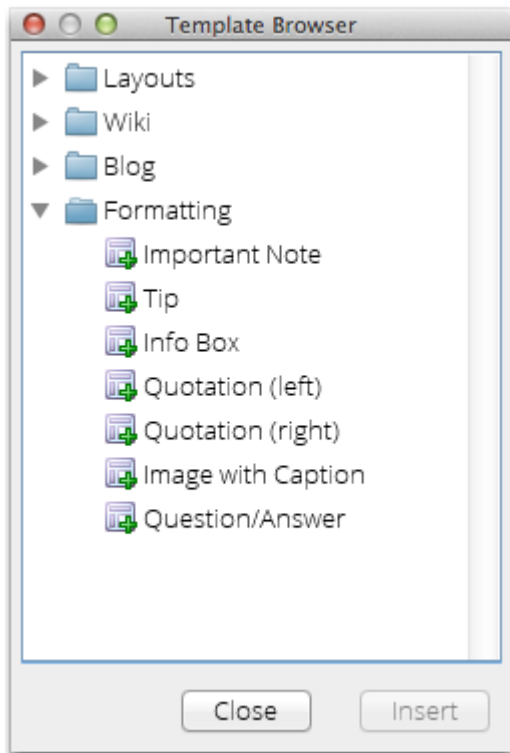 Template Browser
Layouts
Wiki
Blog
Formatting
Important Note
Tip
Info Box
Quotation (left)
Quotation (right)
Image with Caption
Question/Answer
Close
Insert